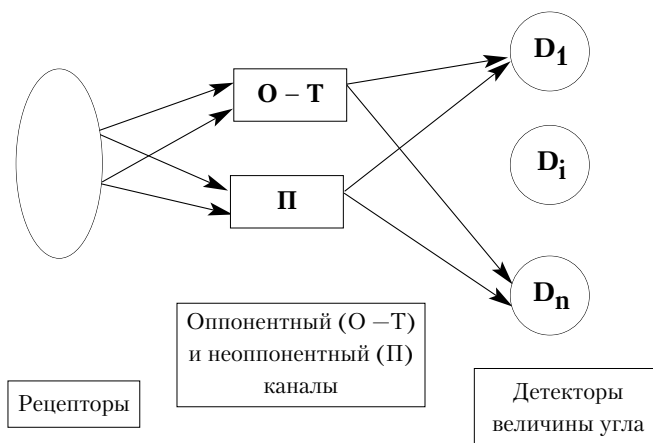 D1
О – Т
Di
П
Dn
Оппонентный (О –Т)
и неоппонентный (П)
каналы
Рецепторы
Детекторы
величины угла